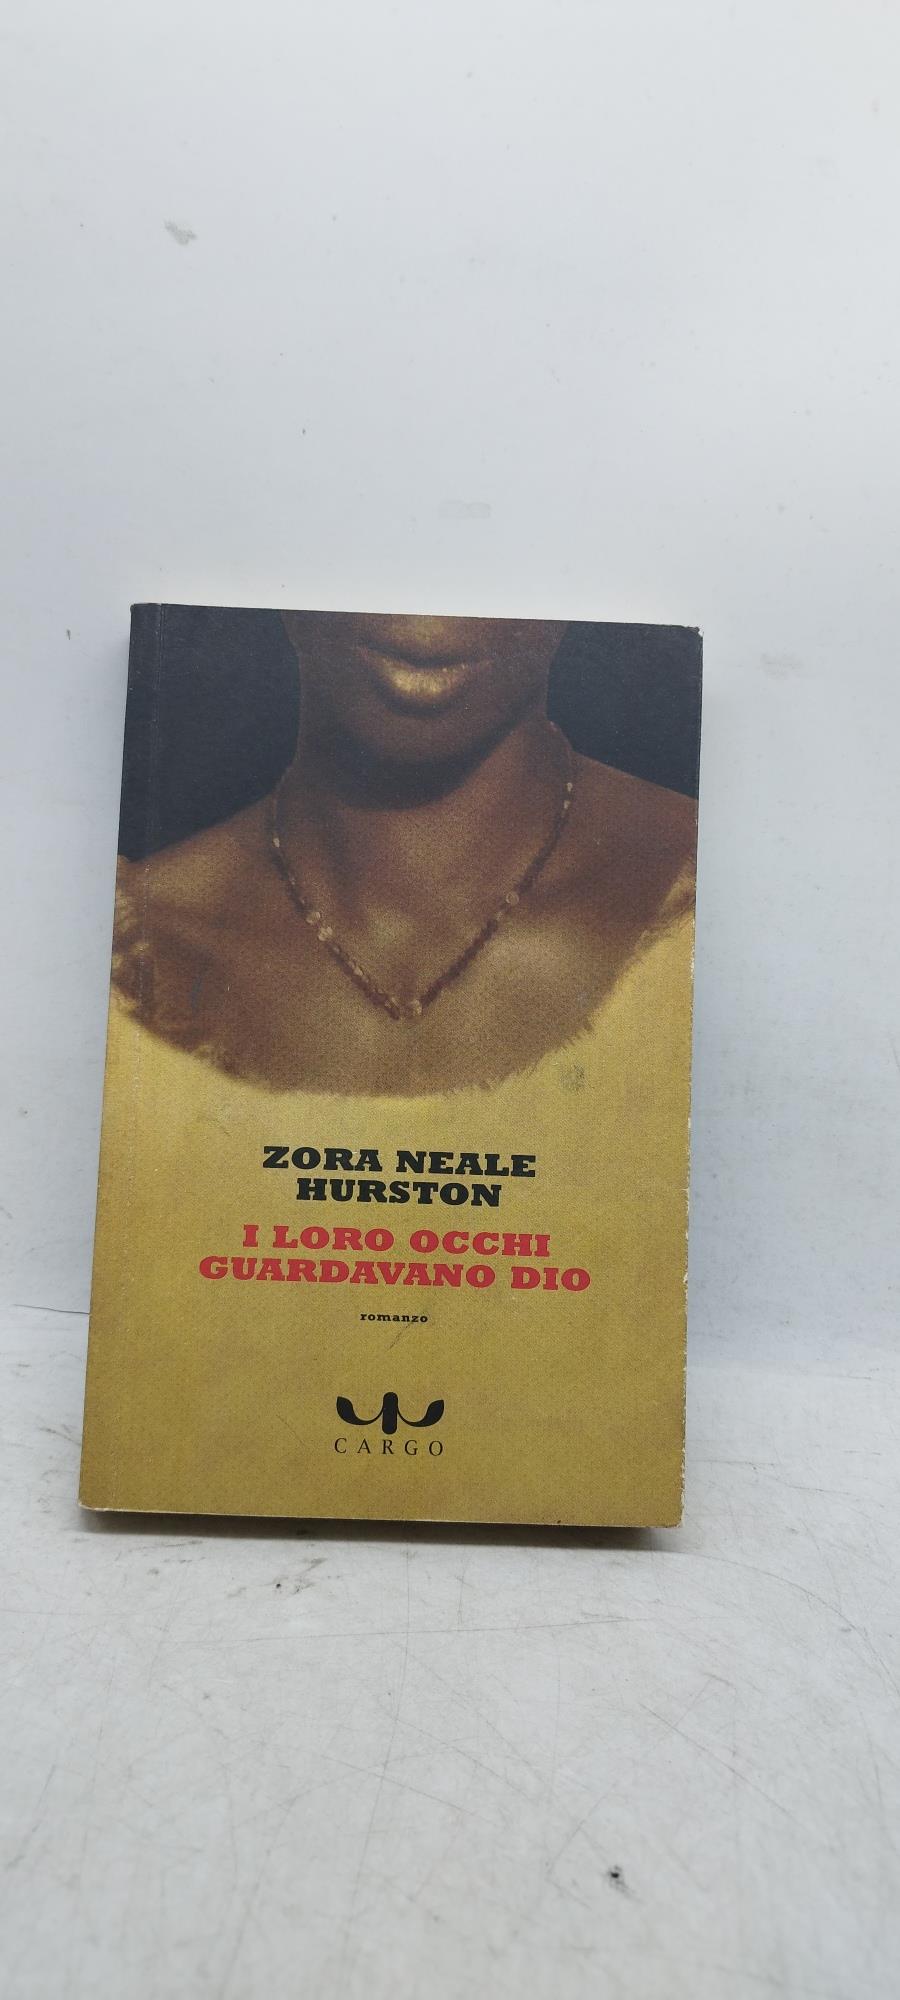 ZORA NEALE
HURSTON
I LORO OCCHI
GUARDAVANO DIO
romanzo
CARGO